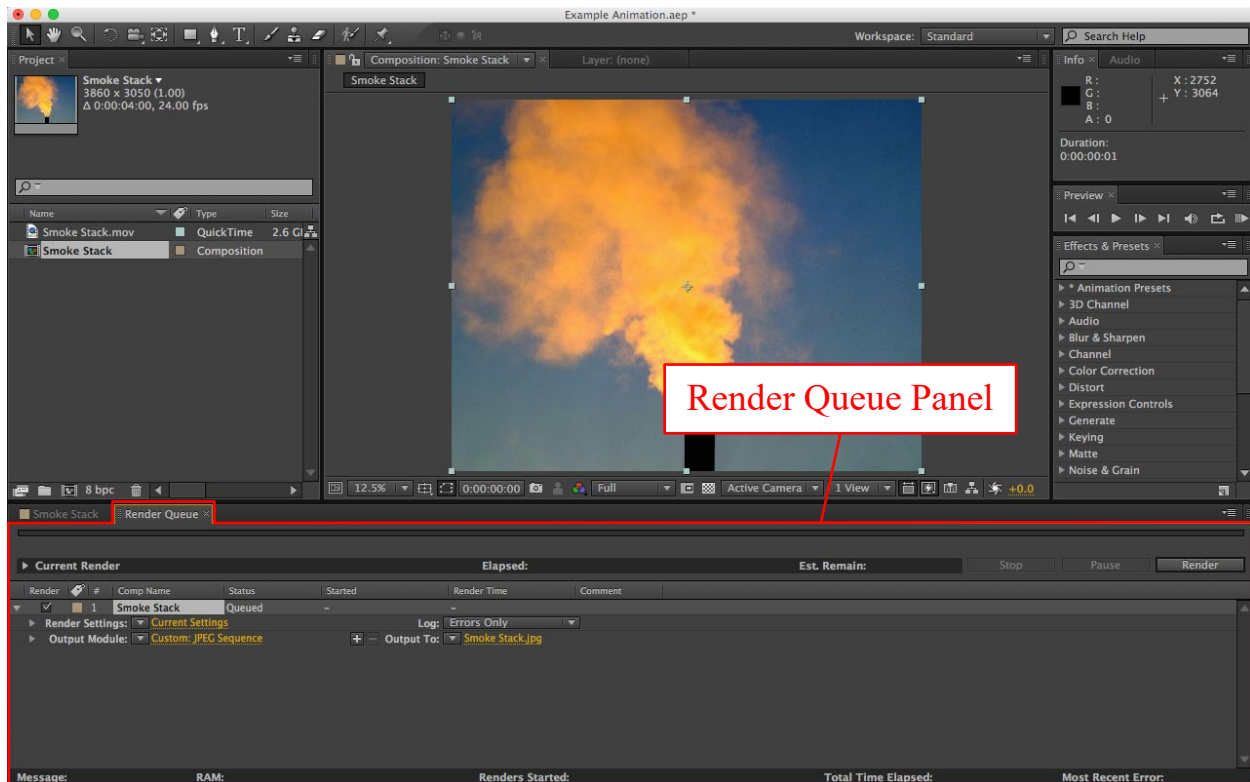 Example Animation.aep *
T
Workspace: Standard
Search Help
Project ×
Composition: Smoke Stack ×
Layer: (none)
Info × Audio
Smoke Stack
3860 x 3050 (1.00)
Δ 0:00:04:00, 24.00 fps
Smoke Stack
R :
G :
B :
A : 0
X : 2752
Y : 3064
Duration:
0:00:00:01
Preview ×
Name Type Size
Smoke Stack.mov QuickTime 2.6 G
Smoke Stack Composition
Effects & Presets ×
* Animation Presets
3D Channel
Audio
Blur & Sharpen
Channel
Color Correction
Distort
Expression Controls
Generate
Keying
Matte
Noise & Grain
Render Queue Panel
8 bpc
12.5% 0:00:00:00 Full Active Camera 1 View +0.0
Smoke Stack Render Queue ×
Current Render Elapsed: Est. Remain: Stop Pause Render
Render # Comp Name Status Started Render Time Comment
1 Smoke Stack Queued – –
Render Settings: Current Settings Log: Errors Only
Output Module: Custom: JPEG Sequence + – Output To: Smoke Stack.jpg
Message: RAM: Renders Started: Total Time Elapsed: Most Recent Error: